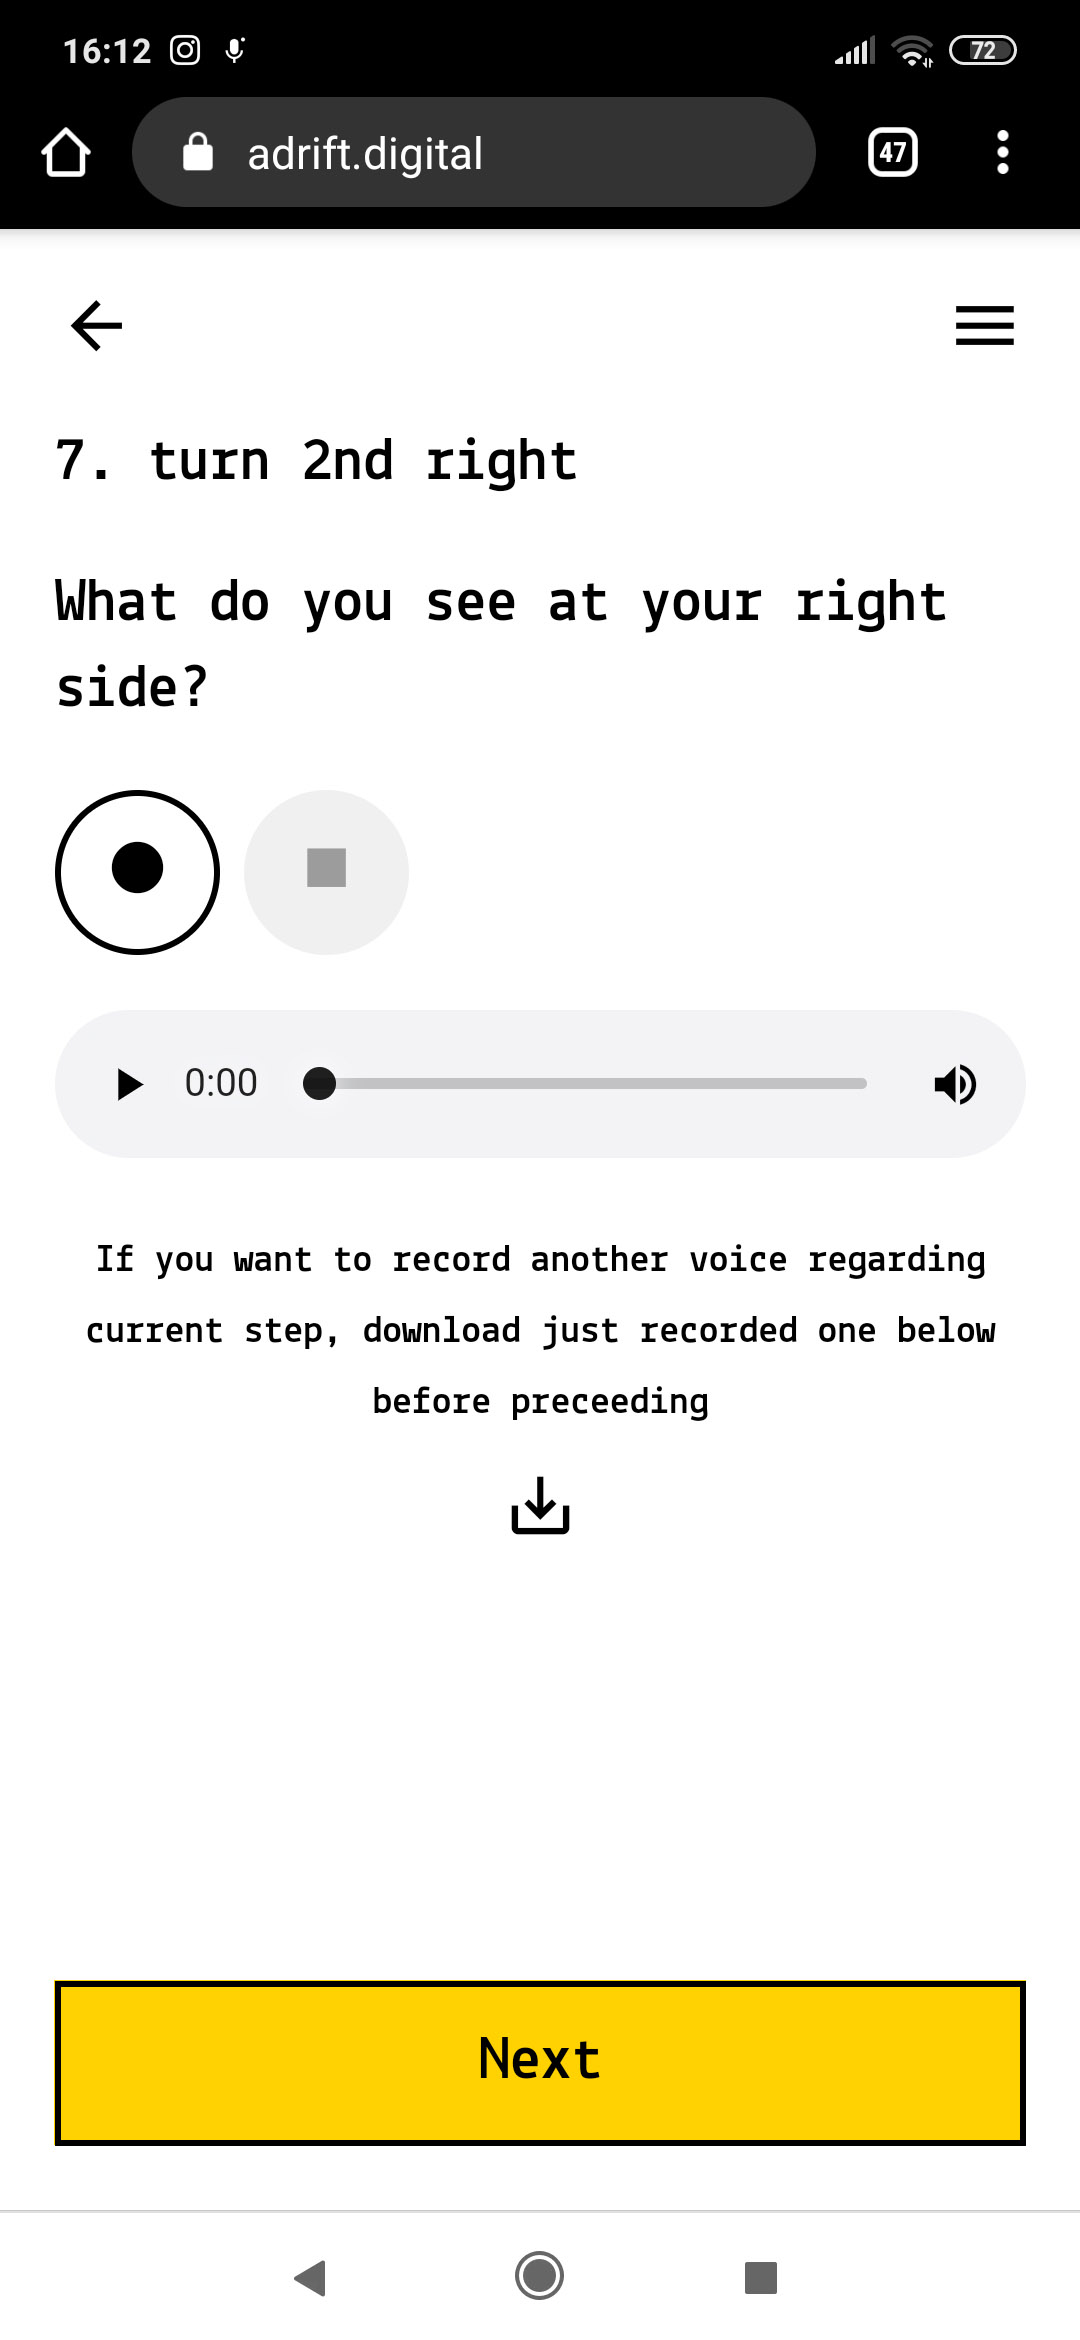 16:12
72
adrift.digital
47
7. turn 2nd right
What do you see at your right
side?
0:00
If you want to record another voice regarding
current step, download just recorded one below
before preceeding
Next